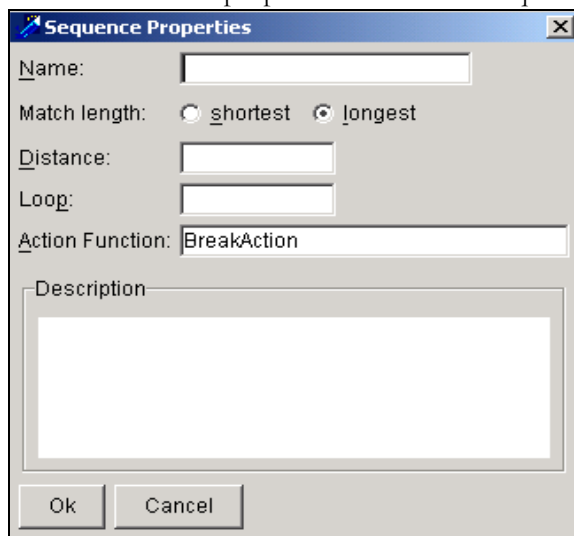 Sequence Properties
Name:
Match length: shortest longest
Distance:
Loop:
Action Function: BreakAction
Description
Ok Cancel